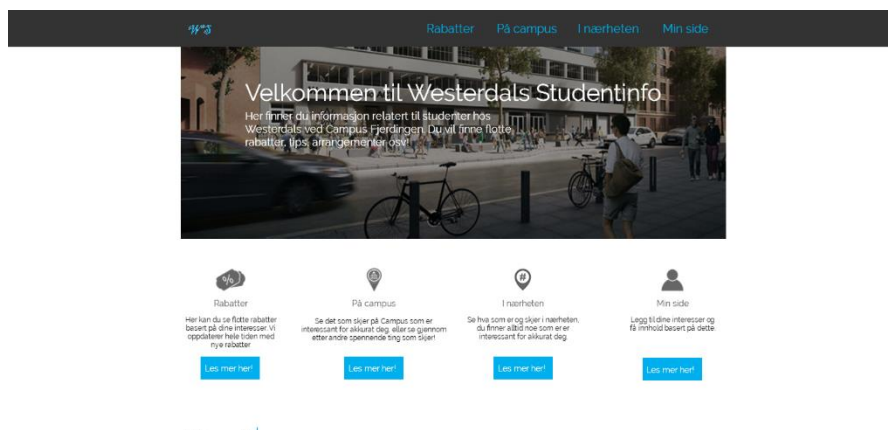 W*S
Rabatter På campus I nærheten Min side
Velkommen til Westerdals Studentinfo
Her finner du informasjon relatert til studenter hos
Westerdals ved Campus Fjerdingen. Du vil finne flotte
rabatter, tips, arrangementer osv!
Rabatter
Her kan du se flotte rabatter
basert på dine interesser. Vi
oppdaterer hele tiden med
nye rabatter
Les mer her!
På campus
Se det som skjer på Campus som er
interessant for akkurat deg, eller se gjennom
etter andre spennende ting som skjer!
Les mer her!
I nærheten
Se hva som er og skjer i nærheten,
du finner alltid noe som er er
interessant for akkurat deg.
Les mer her!
Min side
Legg til dine interesser og
få innhold basert på dette
Les mer her!